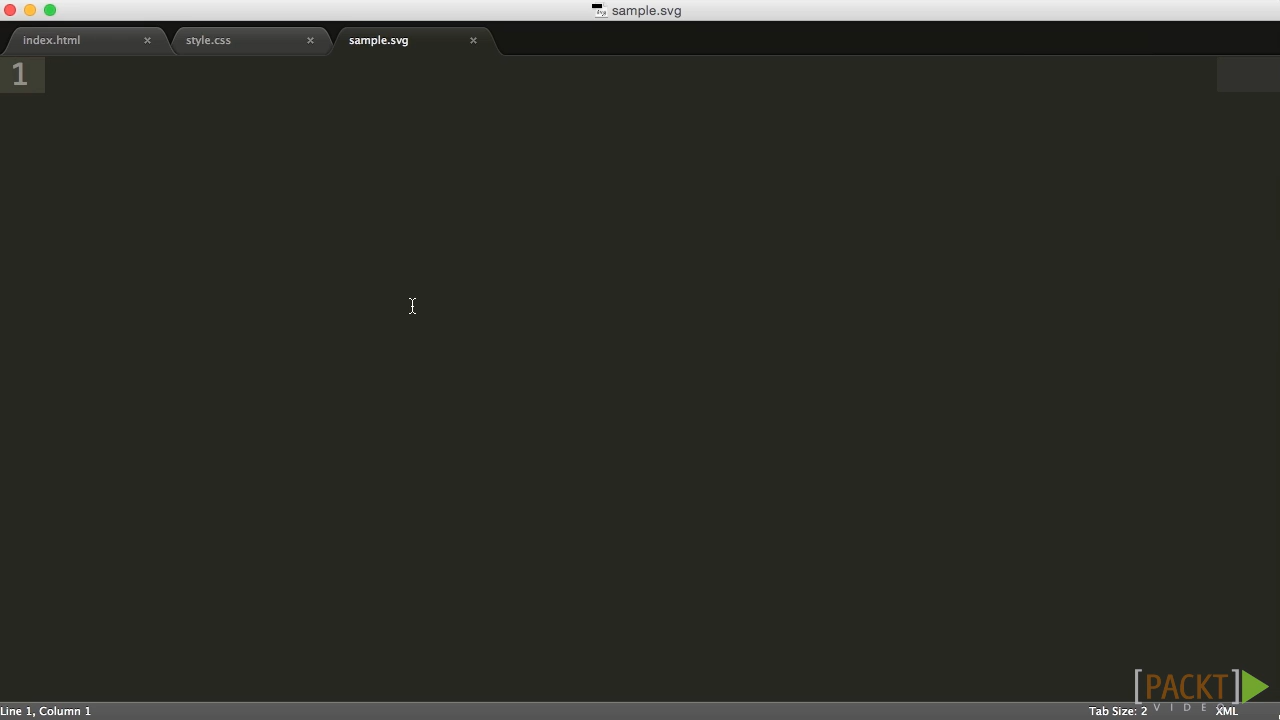 sample.svg
index.html × style.css × sample.svg ×
1
[PACKT]
VIDEO
Line 1, Column 1 Tab Size: 2 XML